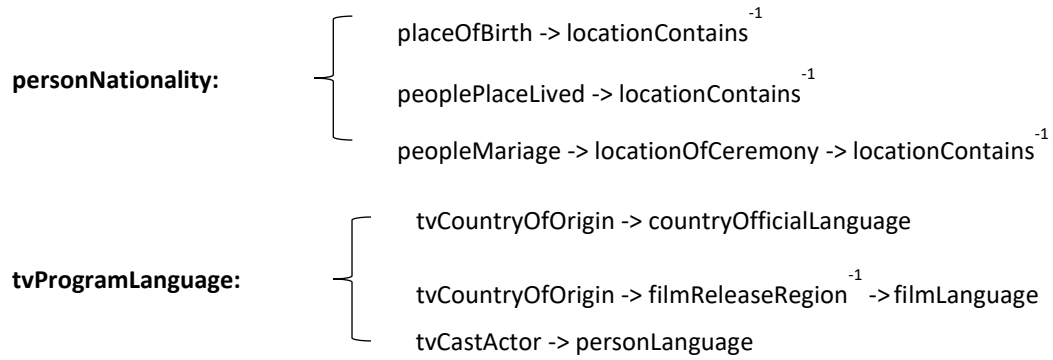 placeOfBirth -> locationContains⁻¹
personNationality:
peoplePlaceLived -> locationContains⁻¹
peopleMariage -> locationOfCeremony -> locationContains⁻¹
tvCountryOfOrigin -> countryOfficialLanguage
tvProgramLanguage:
tvCountryOfOrigin -> filmReleaseRegion⁻¹ -> filmLanguage
tvCastActor -> personLanguage